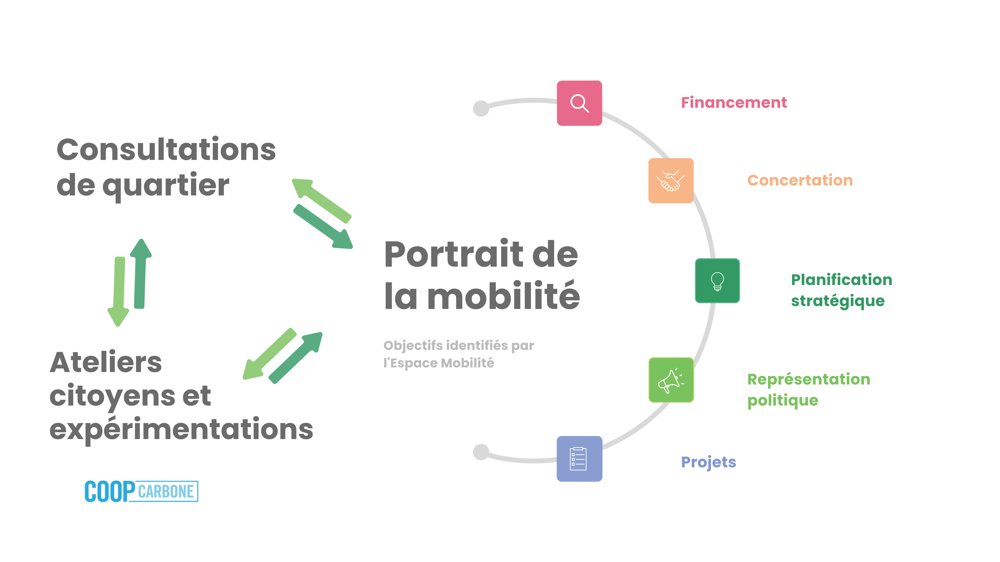 Consultations
de quartier
Ateliers
citoyens et
expérimentations
COOP CARBONE
Portrait de
la mobilité
Objectifs identifiés par
l'Espace Mobilité
Financement
Concertation
Planification
stratégique
Représentation
politique
Projets